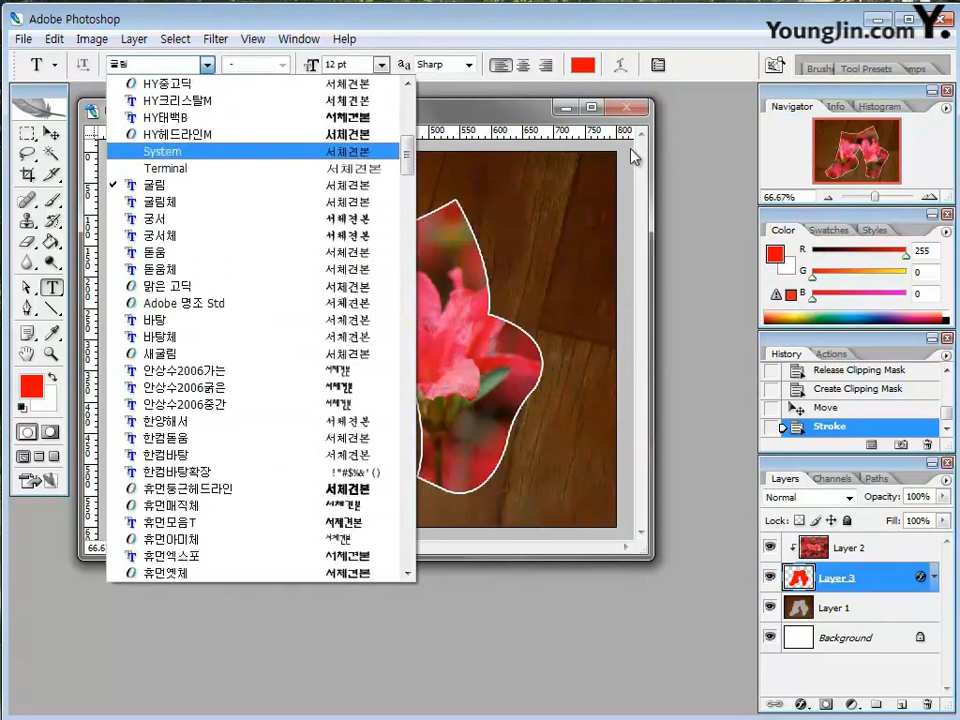 Adobe Photoshop
YoungJin.com Y.
File Edit Image Layer Select Filter View Window Help
T 굴림 - 12 pt aa Sharp Brushe Tool Presets omps
HY중고딕 서체견본
HY크리스탈M 서체견본
HY태백B 서체견본
HY헤드라인M 서체견본
System 서체견본
Terminal 서체견본
굴림 서체견본
굴림체 서체견본
궁서 서체견본
궁서체 서체견본
돋움 서체견본
돋움체 서체견본
맑은 고딕 서체견본
Adobe 명조 Std 서체견본
바탕 서체견본
바탕체 서체견본
새굴림 서체견본
안상수2006가는 서체견본
안상수2006굵은 서체견본
안상수2006중간 서체견본
한양해서 서체견본
한컴돋움 서체견본
한컴바탕 서체견본
한컴바탕확장 !"#$%&'()
휴먼둥근헤드라인 서체견본
휴먼매직체 서체견본
휴먼모음T 서체견본
휴먼아미체 서체견본
휴먼엑스포 서체견본
휴먼옛체 서체견본
500 550 600 650 700 750 800
66.6
Navigator Info Histogram
66.67%
Color Swatches Styles
R 255
G 0
B 0
History Actions
Release Clipping Mask
Create Clipping Mask
Move
Stroke
Layers Channels Paths
Normal Opacity: 100%
Lock: Fill: 100%
Layer 2
Layer 3
Layer 1
Background